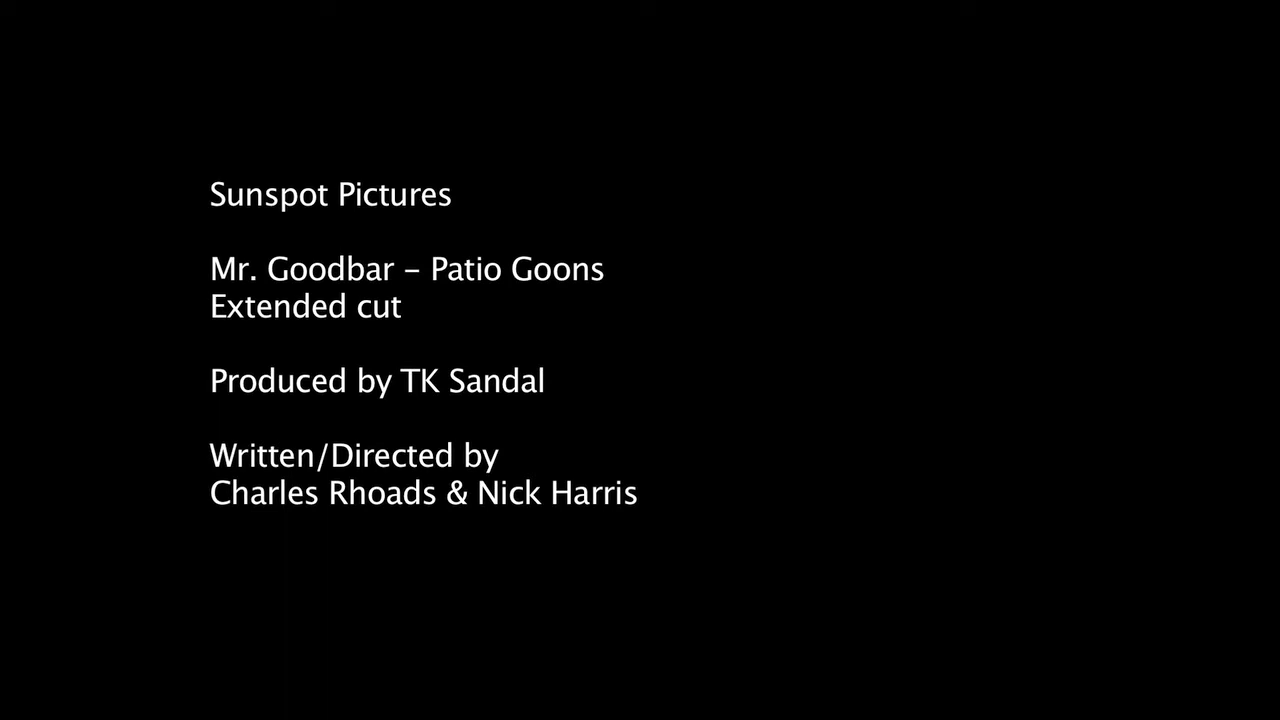 Sunspot Pictures
Mr. Goodbar – Patio Goons
Extended cut
Produced by TK Sandal
Written/Directed by
Charles Rhoads & Nick Harris